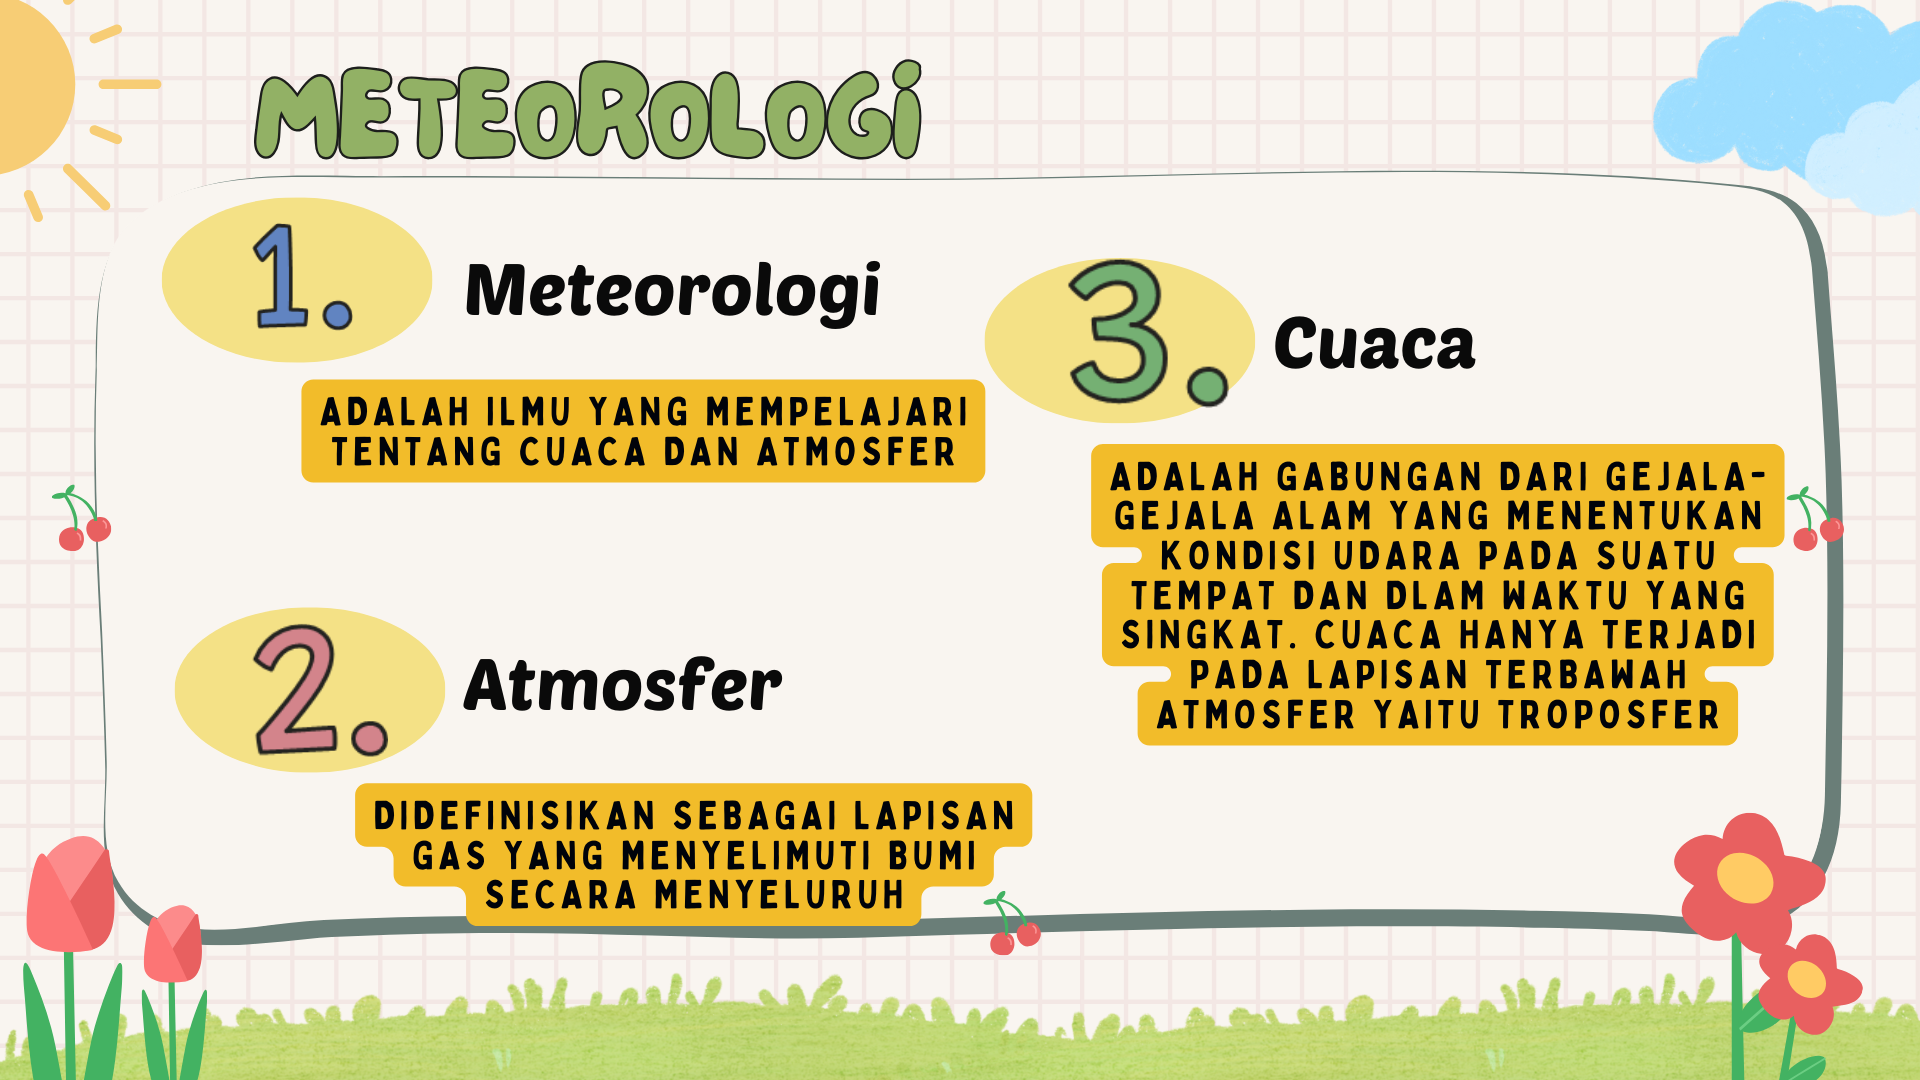 METEOROLOGi
1.
Meteorologi
ADALAH ILMU YANG MEMPELAJARI
TENTANG CUACA DAN ATMOSFER
2.
Atmosfer
DIDEFINISIKAN SEBAGAI LAPISAN
GAS YANG MENYELIMUTI BUMI
SECARA MENYELURUH
3.
Cuaca
ADALAH GABUNGAN DARI GEJALA-
GEJALA ALAM YANG MENENTUKAN
KONDISI UDARA PADA SUATU
TEMPAT DAN DLAM WAKTU YANG
SINGKAT. CUACA HANYA TERJADI
PADA LAPISAN TERBAWAH
ATMOSFER YAITU TROPOSFER